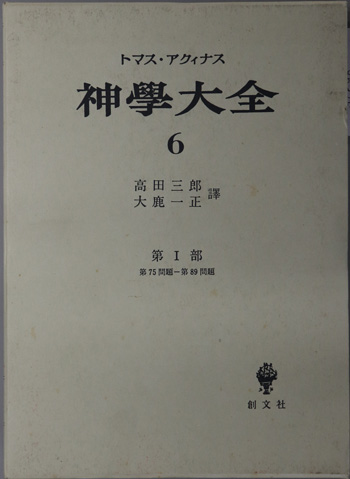 トマス・アクィナス
神學大全
6
高田三郎
大鹿一正 譯
第Ⅰ部
第75問題－第89問題
創文社